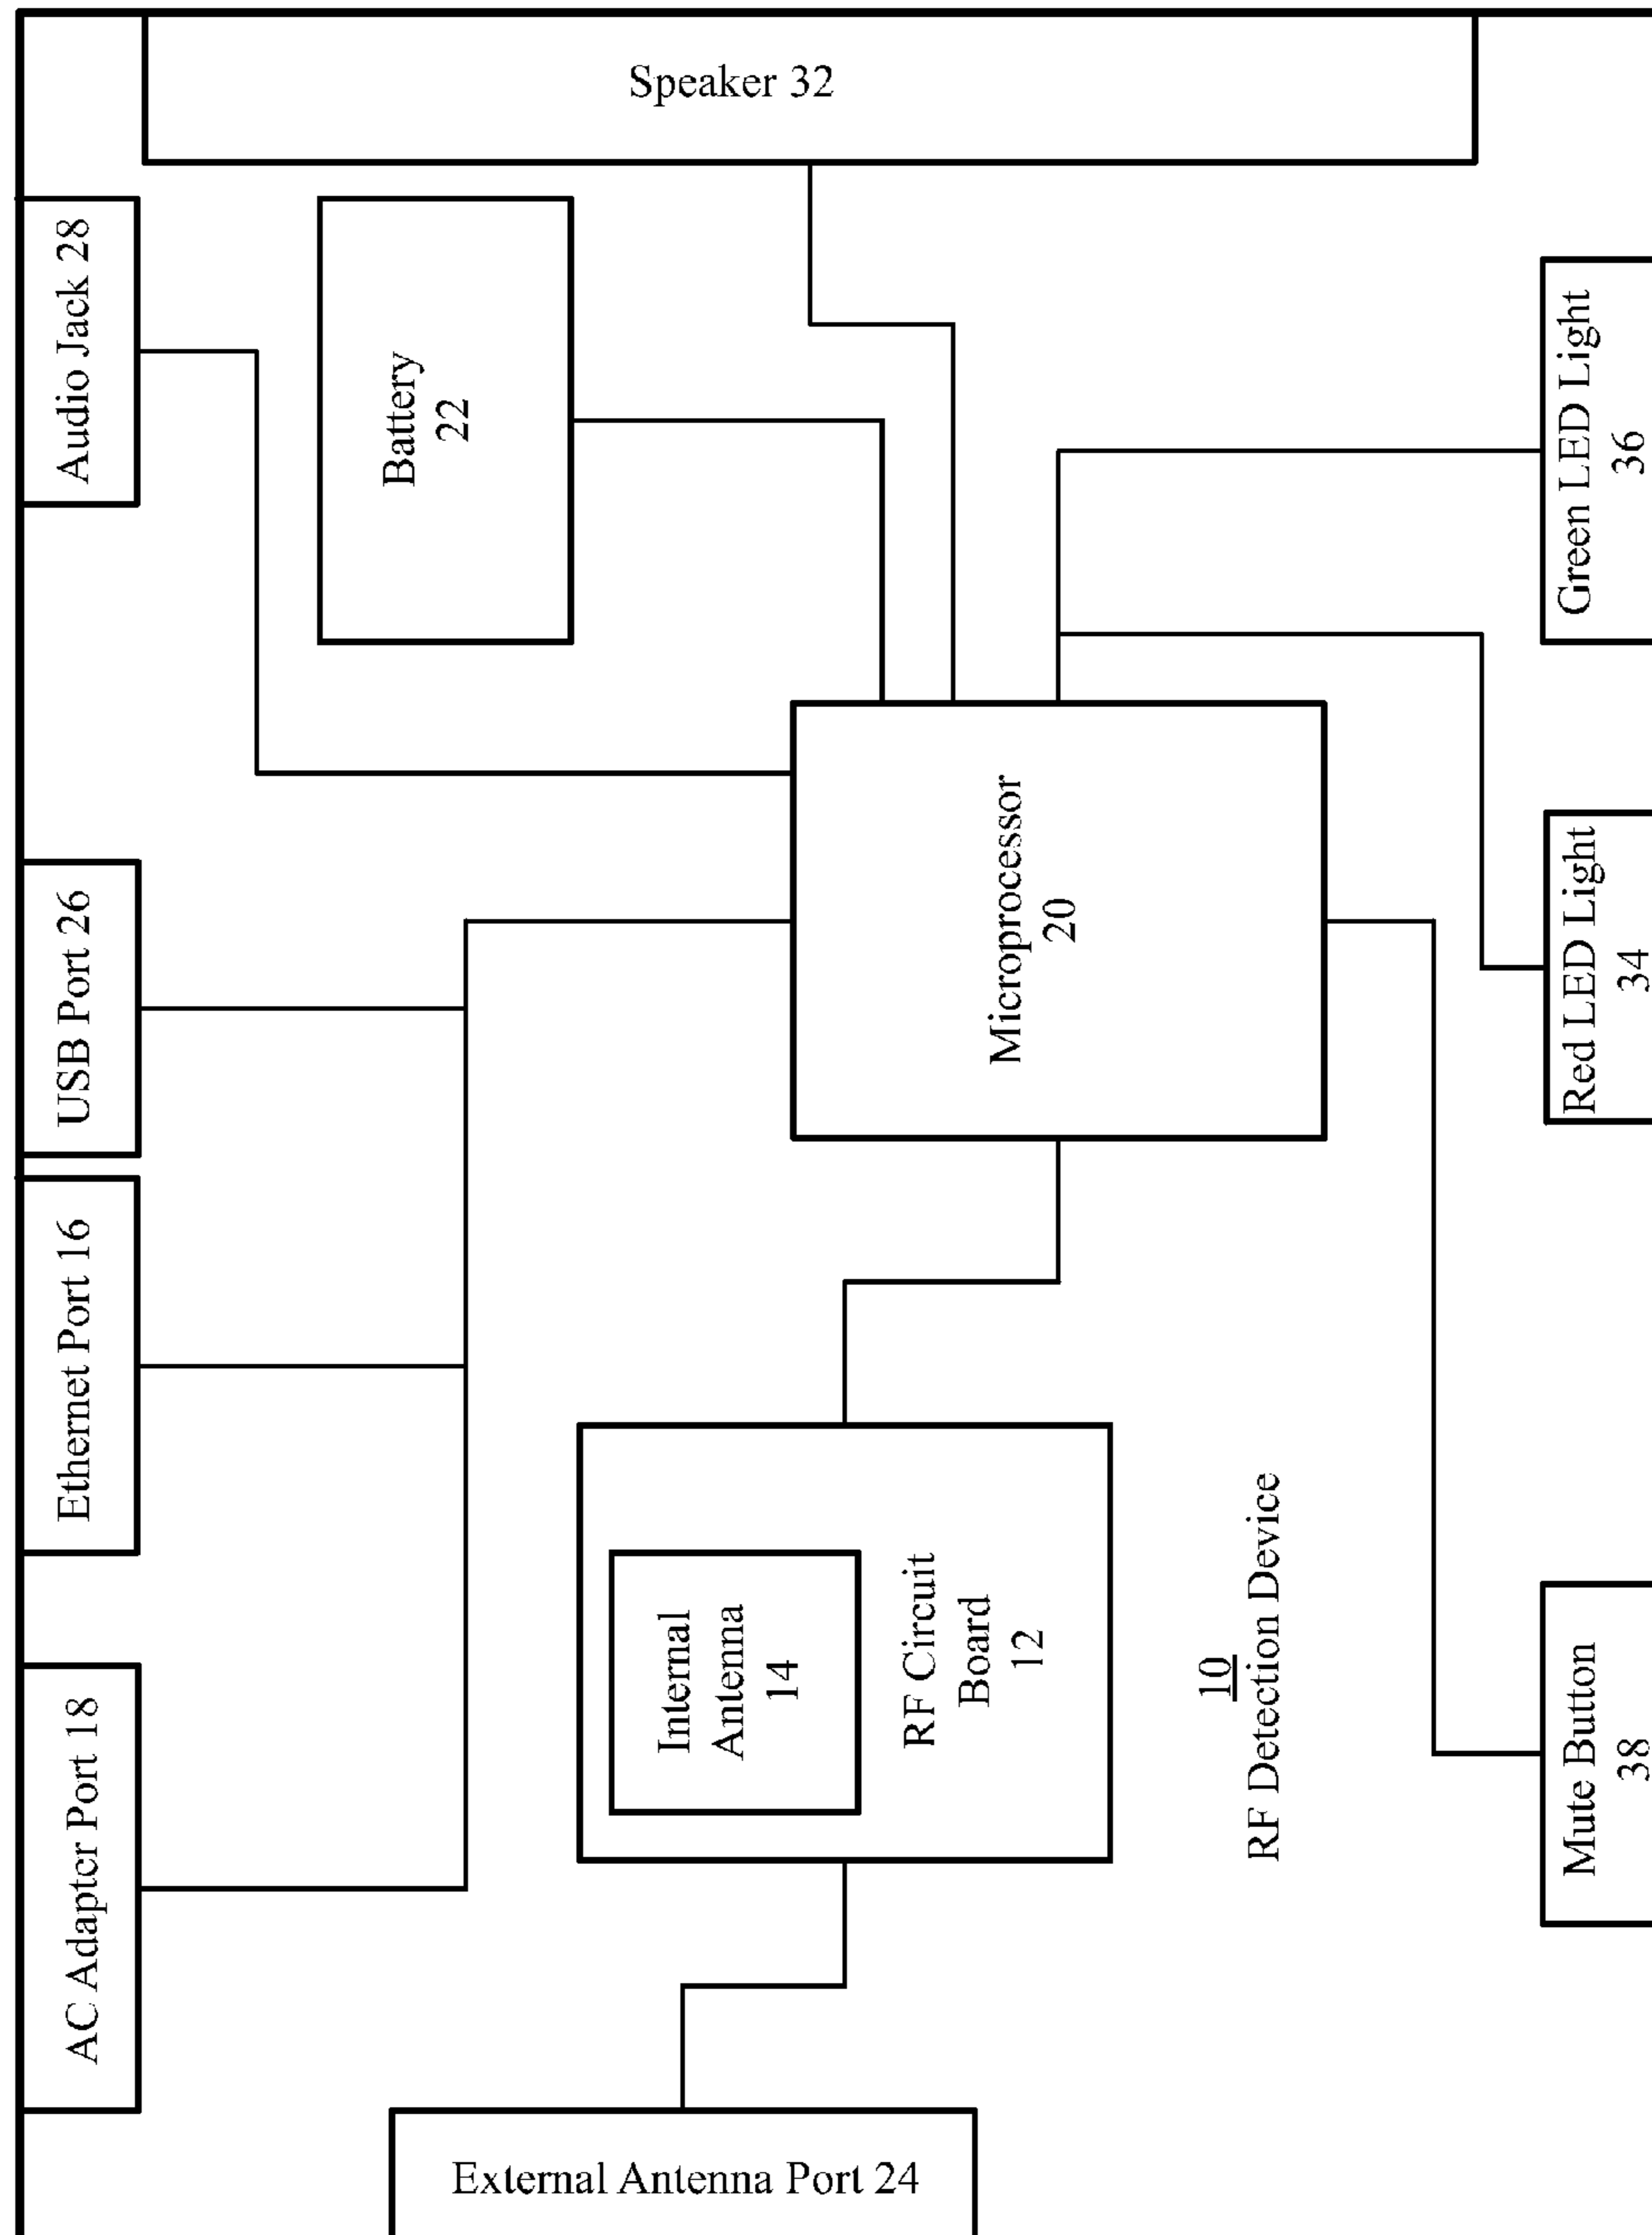 Speaker 32
Audio Jack 28
Battery
22
Green LED Light
36
USB Port 26
Microprocessor
20
Red LED Light
34
Ethernet Port 16
Internal
Antenna
14
RF Circuit
Board
12
10
RF Detection Device
AC Adapter Port 18
Mute Button
38
External Antenna Port 24